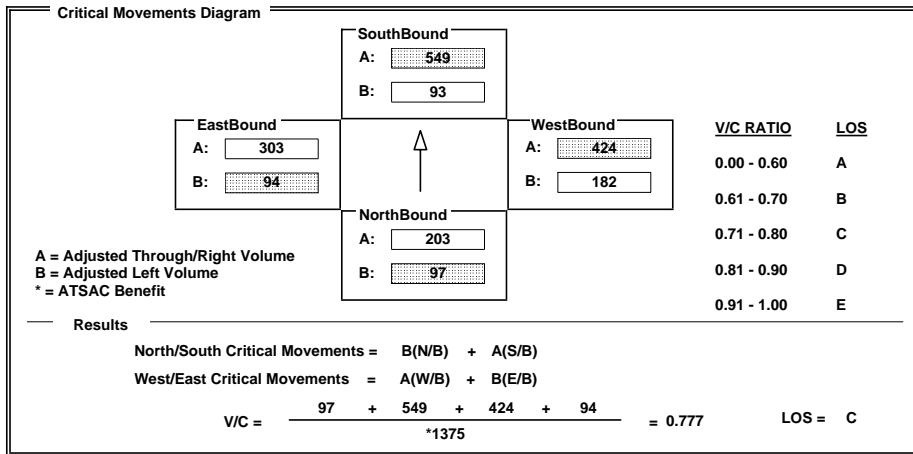 Critical Movements Diagram
SouthBound
A: 549
B: 93
EastBound
A: 303
B: 94
WestBound
A: 424
B: 182
NorthBound
A: 203
B: 97
V/C RATIO LOS
0.00 - 0.60 A
0.61 - 0.70 B
0.71 - 0.80 C
0.81 - 0.90 D
0.91 - 1.00 E
A = Adjusted Through/Right Volume
B = Adjusted Left Volume
* = ATSAC Benefit
Results
North/South Critical Movements = B(N/B) + A(S/B)
West/East Critical Movements = A(W/B) + B(E/B)
V/C = 97 + 549 + 424 + 94 = 0.777 LOS = C
*1375